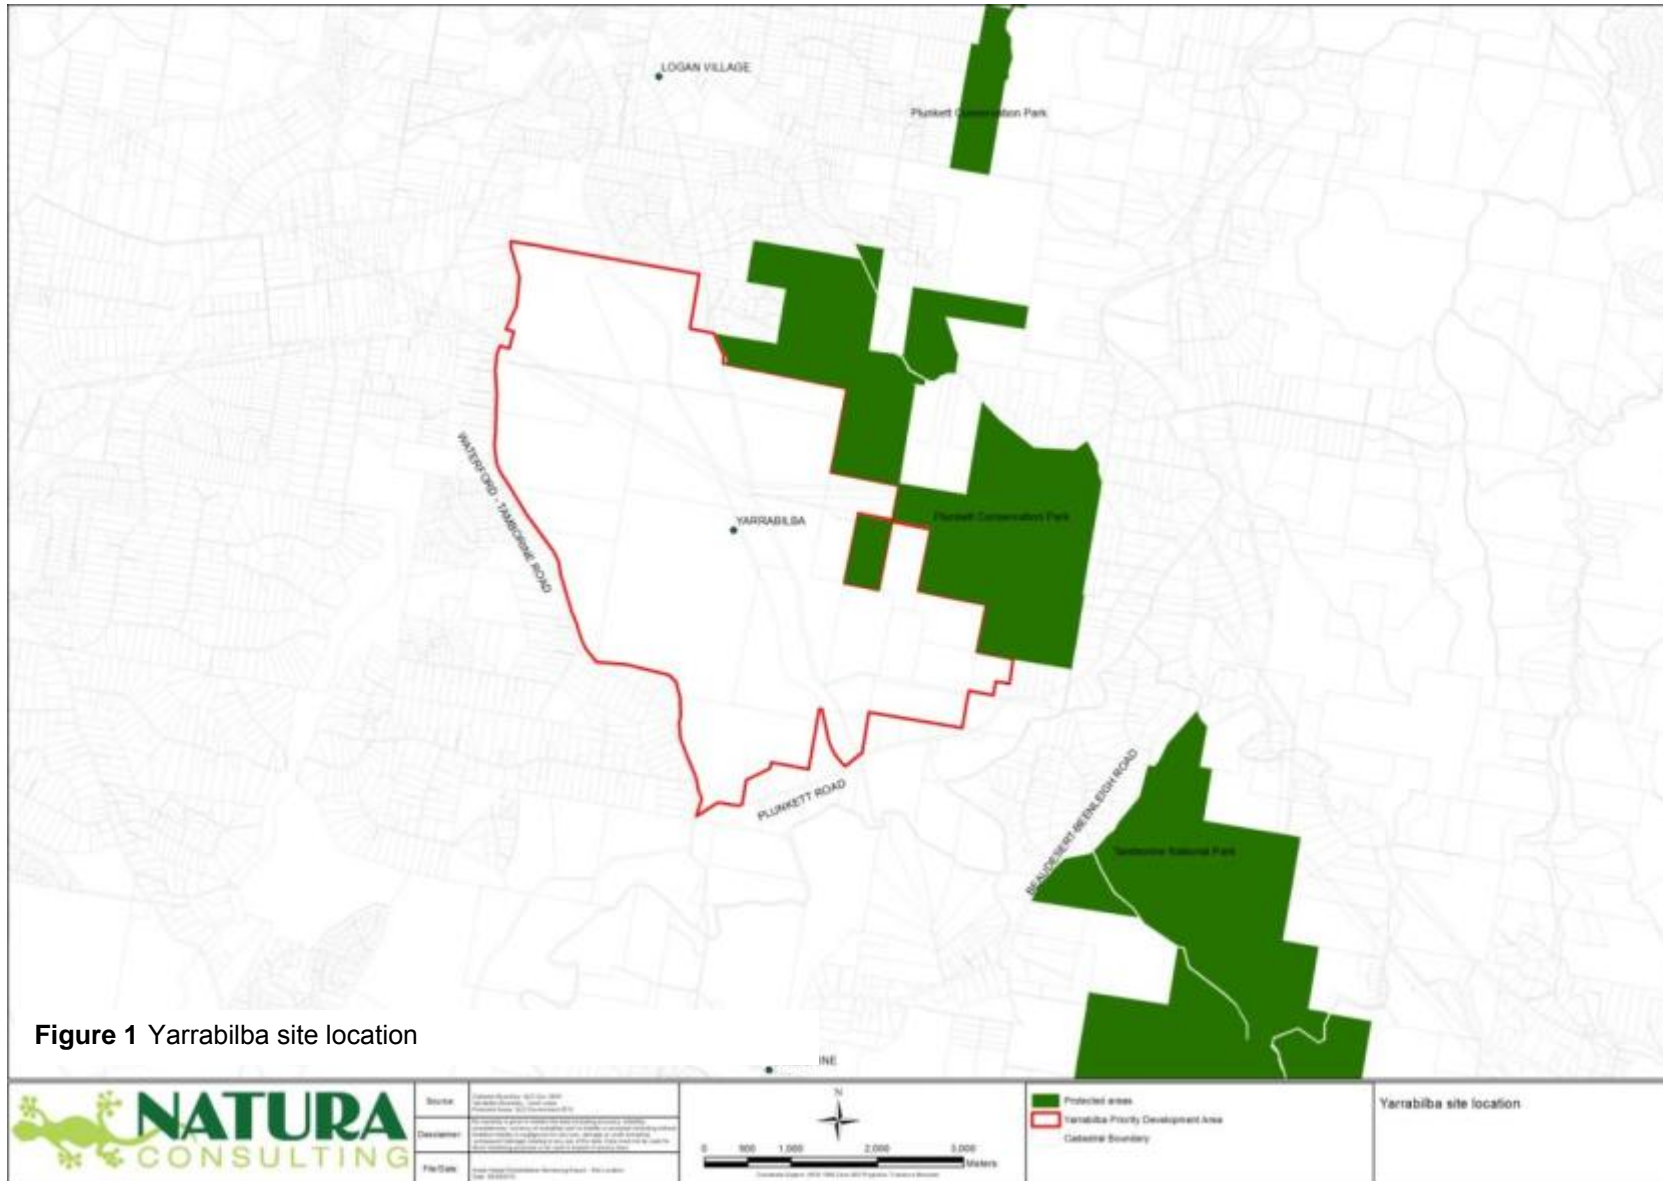 LOGAN VILLAGE
Plunkett Conservation Park
WATERFORD - TAMBORINE ROAD
YARRABILBA
Plunkett Conservation Park
PLUNKETT ROAD
BEAUDESERT-BEENLEIGH ROAD
Tamborine National Park
Figure 1 Yarrabilba site location
INE
NATURA
CONSULTING
Source:
Disclaimer:
File/Date:
N
0 500 1,000 2,000 3,000
Meters
Protected areas
Yarrabilba Priority Development Area
Cadastral Boundary
Yarrabilba site location